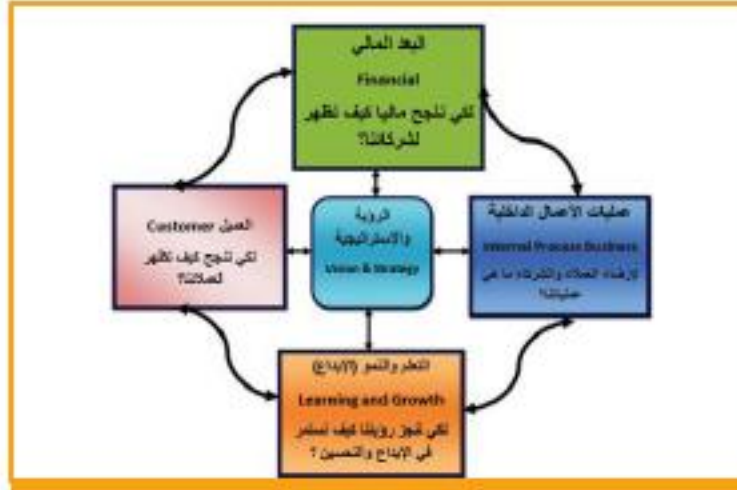 البعد المالي
Financial
لكي ننجح ماليا كيف نظهر
لشركائنا؟
العميل Customer
لكي ننجح كيف نظهر
لعملائنا؟
الرؤية
والاستراتيجية
Vision & Strategy
عمليات الأعمال الداخلية
Internal Process Business
لإرضاء العملاء والشركاء ما هي
عملياتنا؟
التعلم والنمو (الإبداع)
Learning and Growth
لكي ننجز رؤيتنا كيف نستمر
في الإبداع والتحسين ؟